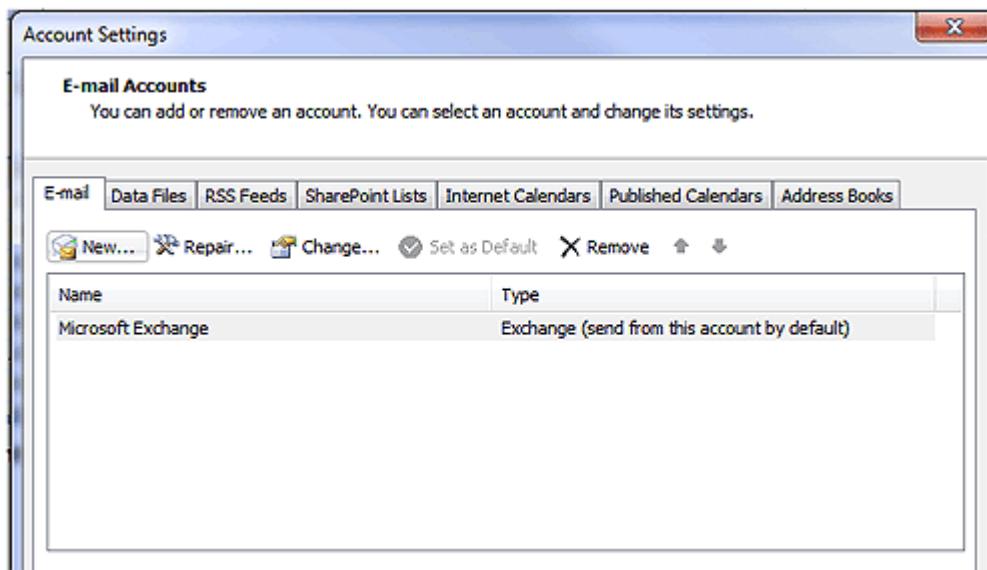 Account Settings
E-mail Accounts
You can add or remove an account. You can select an account and change its settings.
E-mail Data Files RSS Feeds SharePoint Lists Internet Calendars Published Calendars Address Books
New... Repair... Change... Set as Default Remove
Name Type
Microsoft Exchange Exchange (send from this account by default)